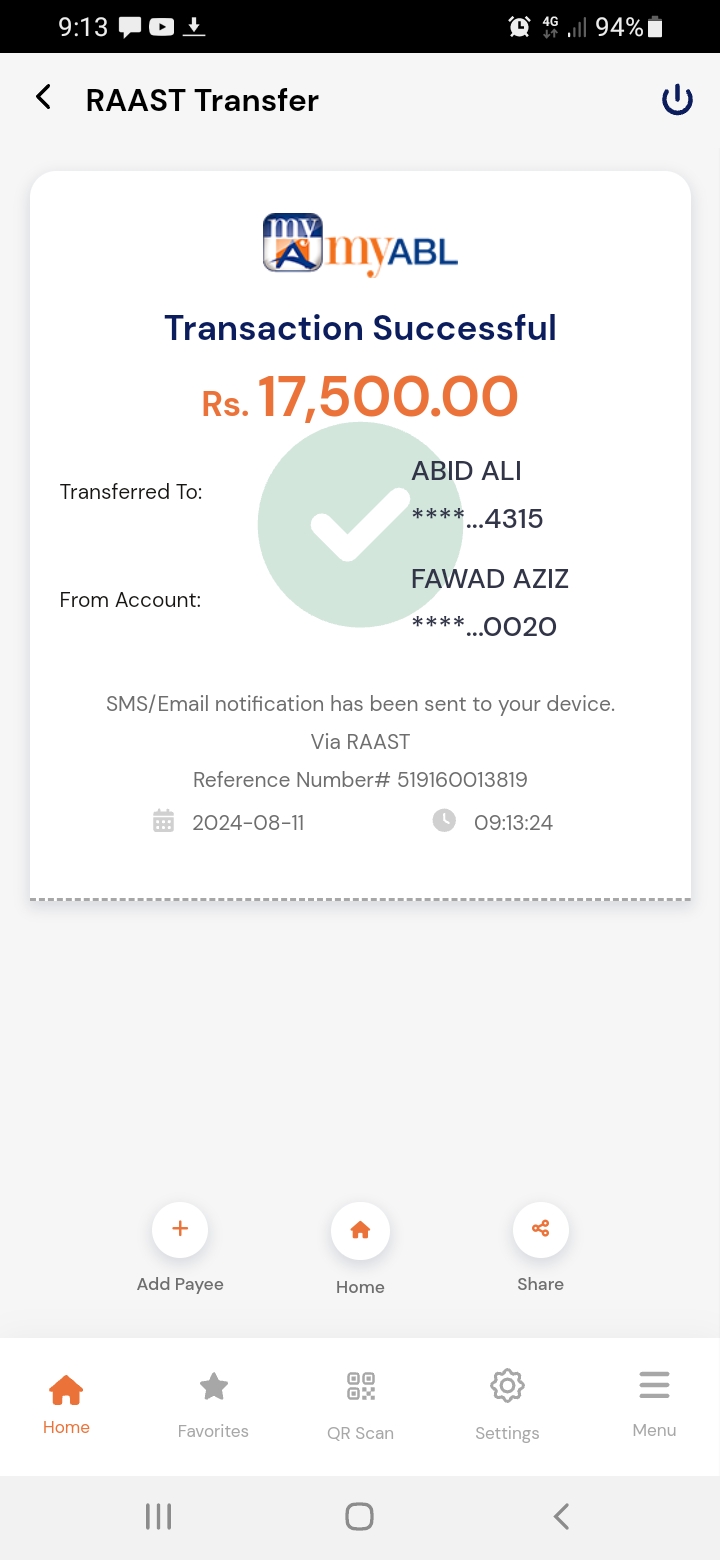 9:13
4G
94%
RAAST Transfer
my
A
myABL
Transaction Successful
Rs. 17,500.00
Transferred To:
ABID ALI
****...4315
From Account:
FAWAD AZIZ
****...0020
SMS/Email notification has been sent to your device.
Via RAAST
Reference Number# 519160013819
2024-08-11 09:13:24
Add Payee Home Share
Home Favorites QR Scan Settings Menu